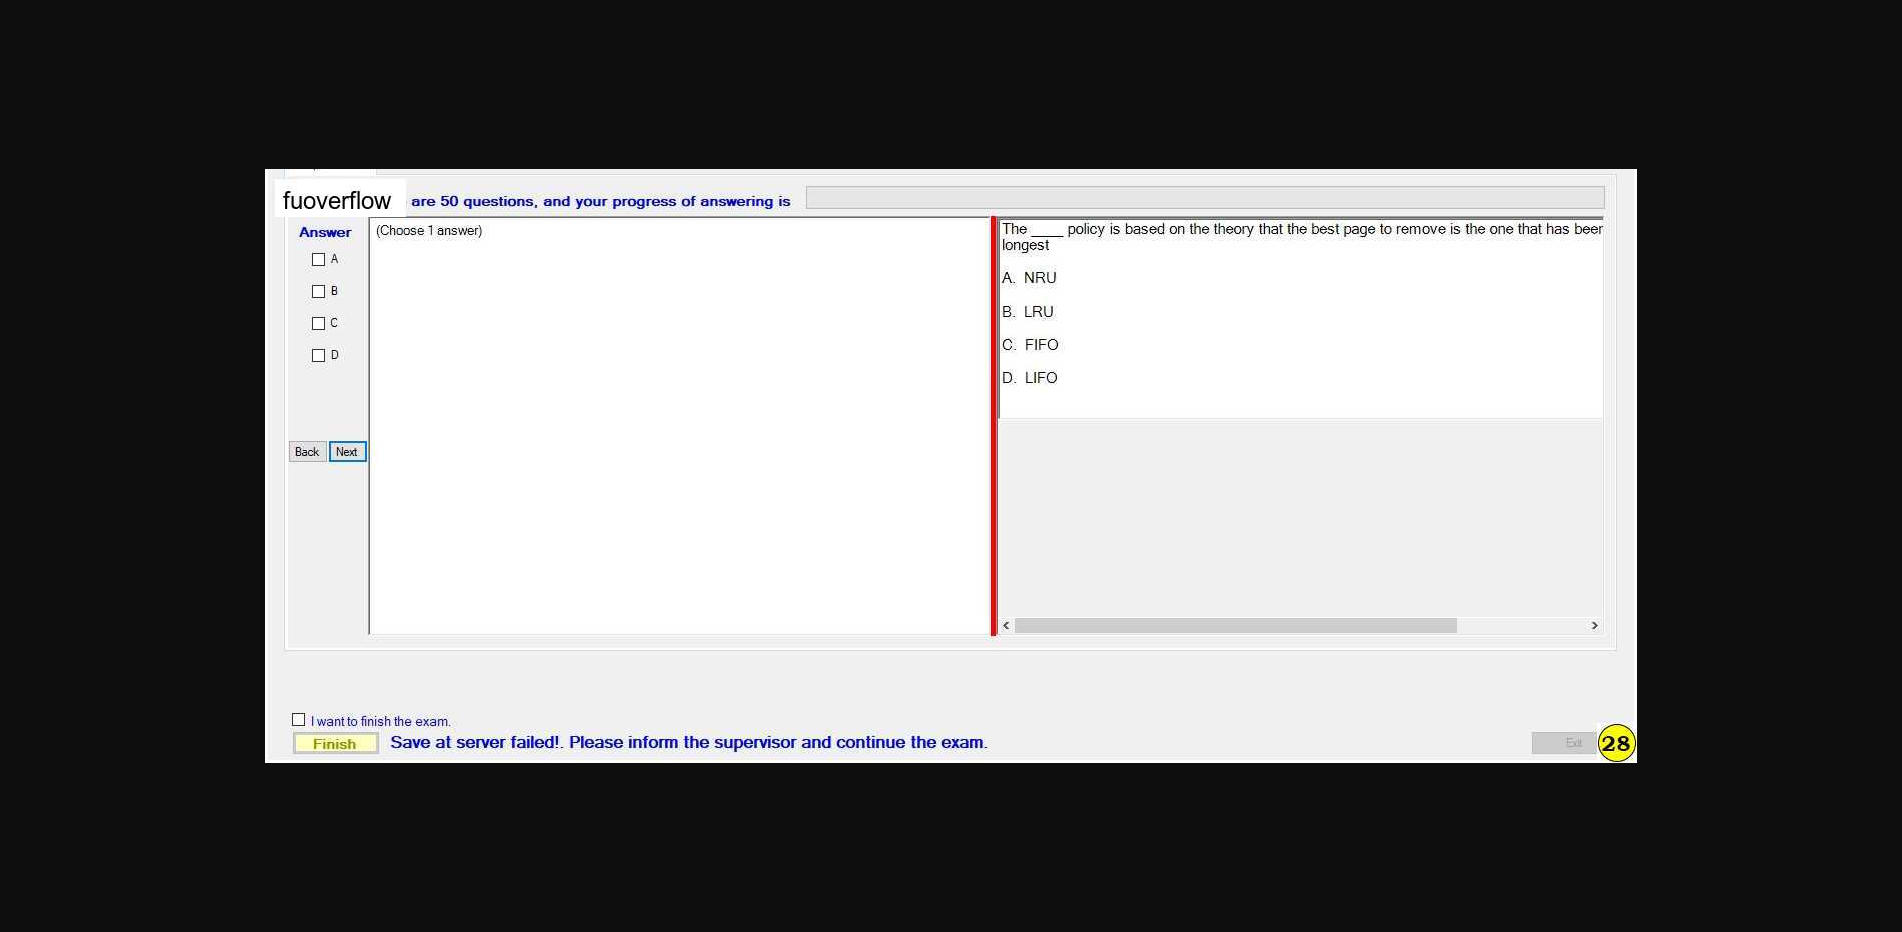 fuoverflow are 50 questions, and your progress of answering is
Answer
(Choose 1 answer)
A
B
C
D
Back Next
The ____ policy is based on the theory that the best page to remove is the one that has been
longest
A. NRU
B. LRU
C. FIFO
D. LIFO
I want to finish the exam.
Finish Save at server failed!. Please inform the supervisor and continue the exam.
Exit 28